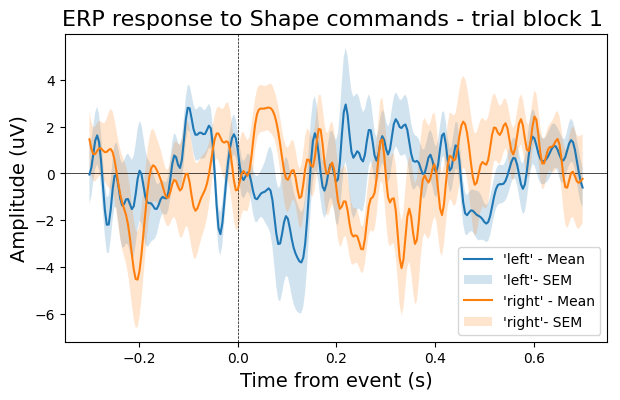 ERP response to Shape commands - trial block 1
Amplitude (uV)
4
2
0
−2
−4
−6
−0.2
0.0
0.2
0.4
0.6
Time from event (s)
'left' - Mean
'left'- SEM
'right' - Mean
'right'- SEM